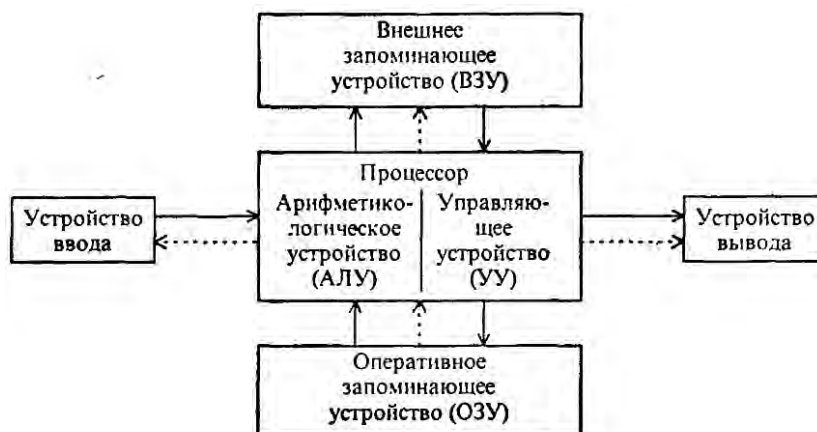 Внешнее
запоминающее
устройство (ВЗУ)
Процессор
Устройство
ввода
Арифметико-
логическое
устройство
(АЛУ)
Управляю-
щее
устройство
(УУ)
Устройство
вывода
Оперативное
запоминающее
устройство (ОЗУ)